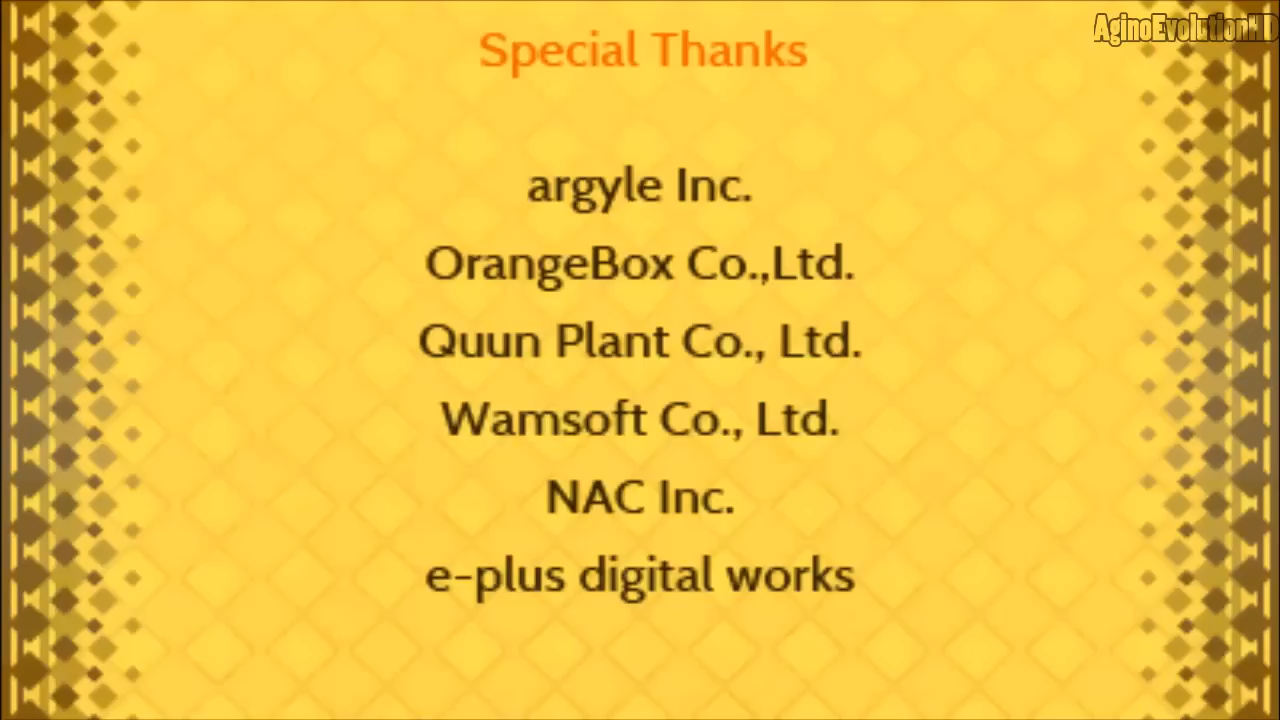 AginoEvolutionHD
Special Thanks
argyle Inc.
OrangeBox Co.,Ltd.
Quun Plant Co., Ltd.
Wamsoft Co., Ltd.
NAC Inc.
e-plus digital works